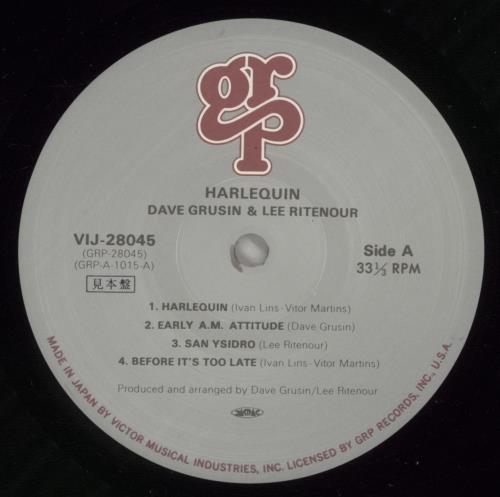 grp
HARLEQUIN
DAVE GRUSIN & LEE RITENOUR
VIJ-28045
(GRP-28045)
(GRP-A-1015-A)
見本盤
Side A
33⅓ RPM
1. HARLEQUIN (Ivan Lins-Vitor Martins)
2. EARLY A.M. ATTITUDE (Dave Grusin)
3. SAN YSIDRO (Lee Ritenour)
4. BEFORE IT'S TOO LATE (Ivan Lins-Vitor Martins)
Produced and arranged by Dave Grusin/Lee Ritenour
MADE IN JAPAN BY VICTOR MUSICAL INDUSTRIES, INC. LICENSED BY GRP RECORDS, INC., U.S.A.